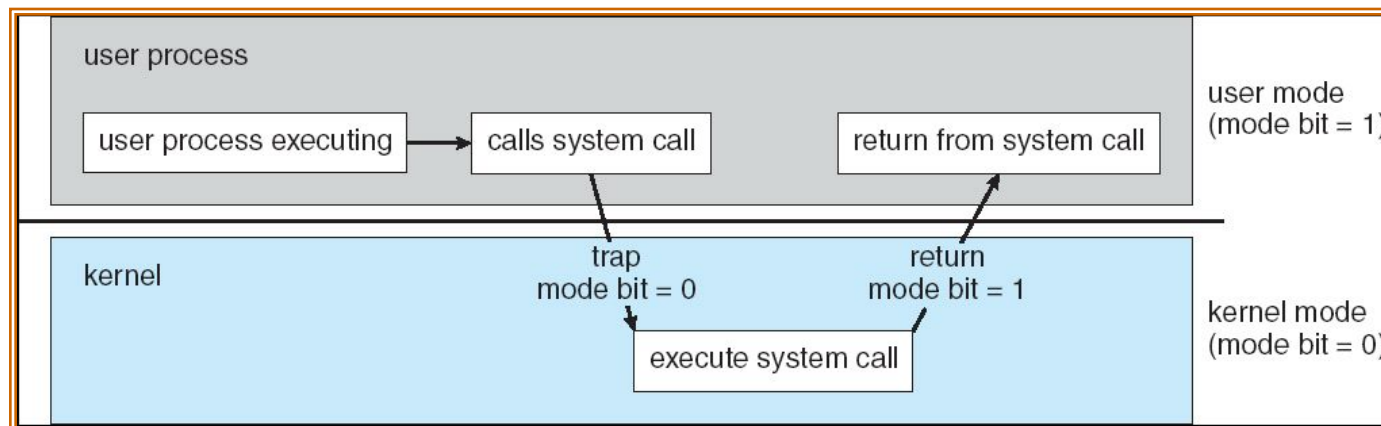 user process
user process executing
calls system call
return from system call
user mode
(mode bit = 1)
trap
mode bit = 0
return
mode bit = 1
kernel
execute system call
kernel mode
(mode bit = 0)